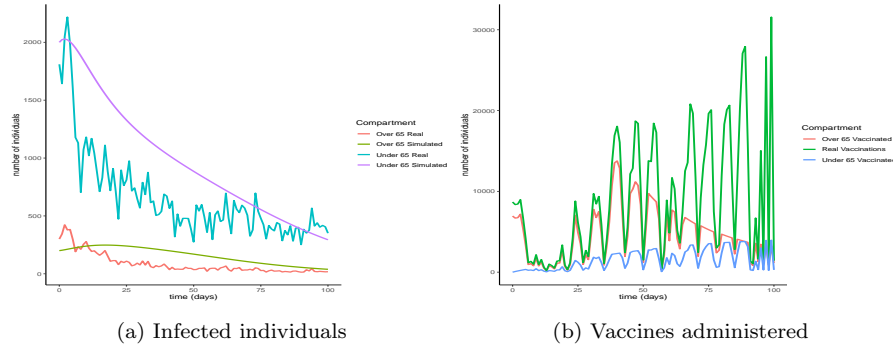 2000
1500
1000
500
0
number of individuals
0
25
50
75
100
time (days)
Compartment
Over 65 Real
Over 65 Simulated
Under 65 Real
Under 65 Simulated
(a) Infected individuals
30000
20000
10000
0
number of individuals
0
25
50
75
100
time (days)
Compartment
Over 65 Vaccinated
Real Vaccinations
Under 65 Vaccinated
(b) Vaccines administered